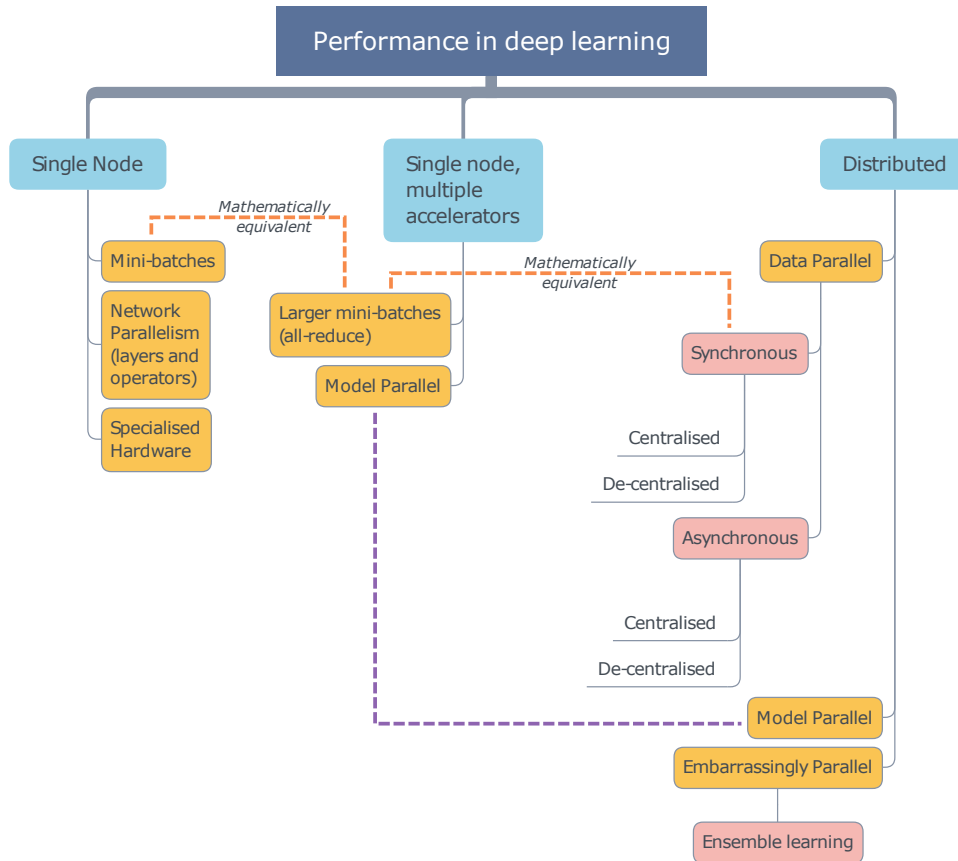 Performance in deep learning
Single Node
Mini-batches
Network
Parallelism
(layers and
operators)
Specialised
Hardware
Mathematically
equivalent
Single node,
multiple
accelerators
Larger mini-batches
(all-reduce)
Model Parallel
Mathematically
equivalent
Distributed
Data Parallel
Synchronous
Centralised
De-centralised
Asynchronous
Centralised
De-centralised
Model Parallel
Embarrassingly Parallel
Ensemble learning